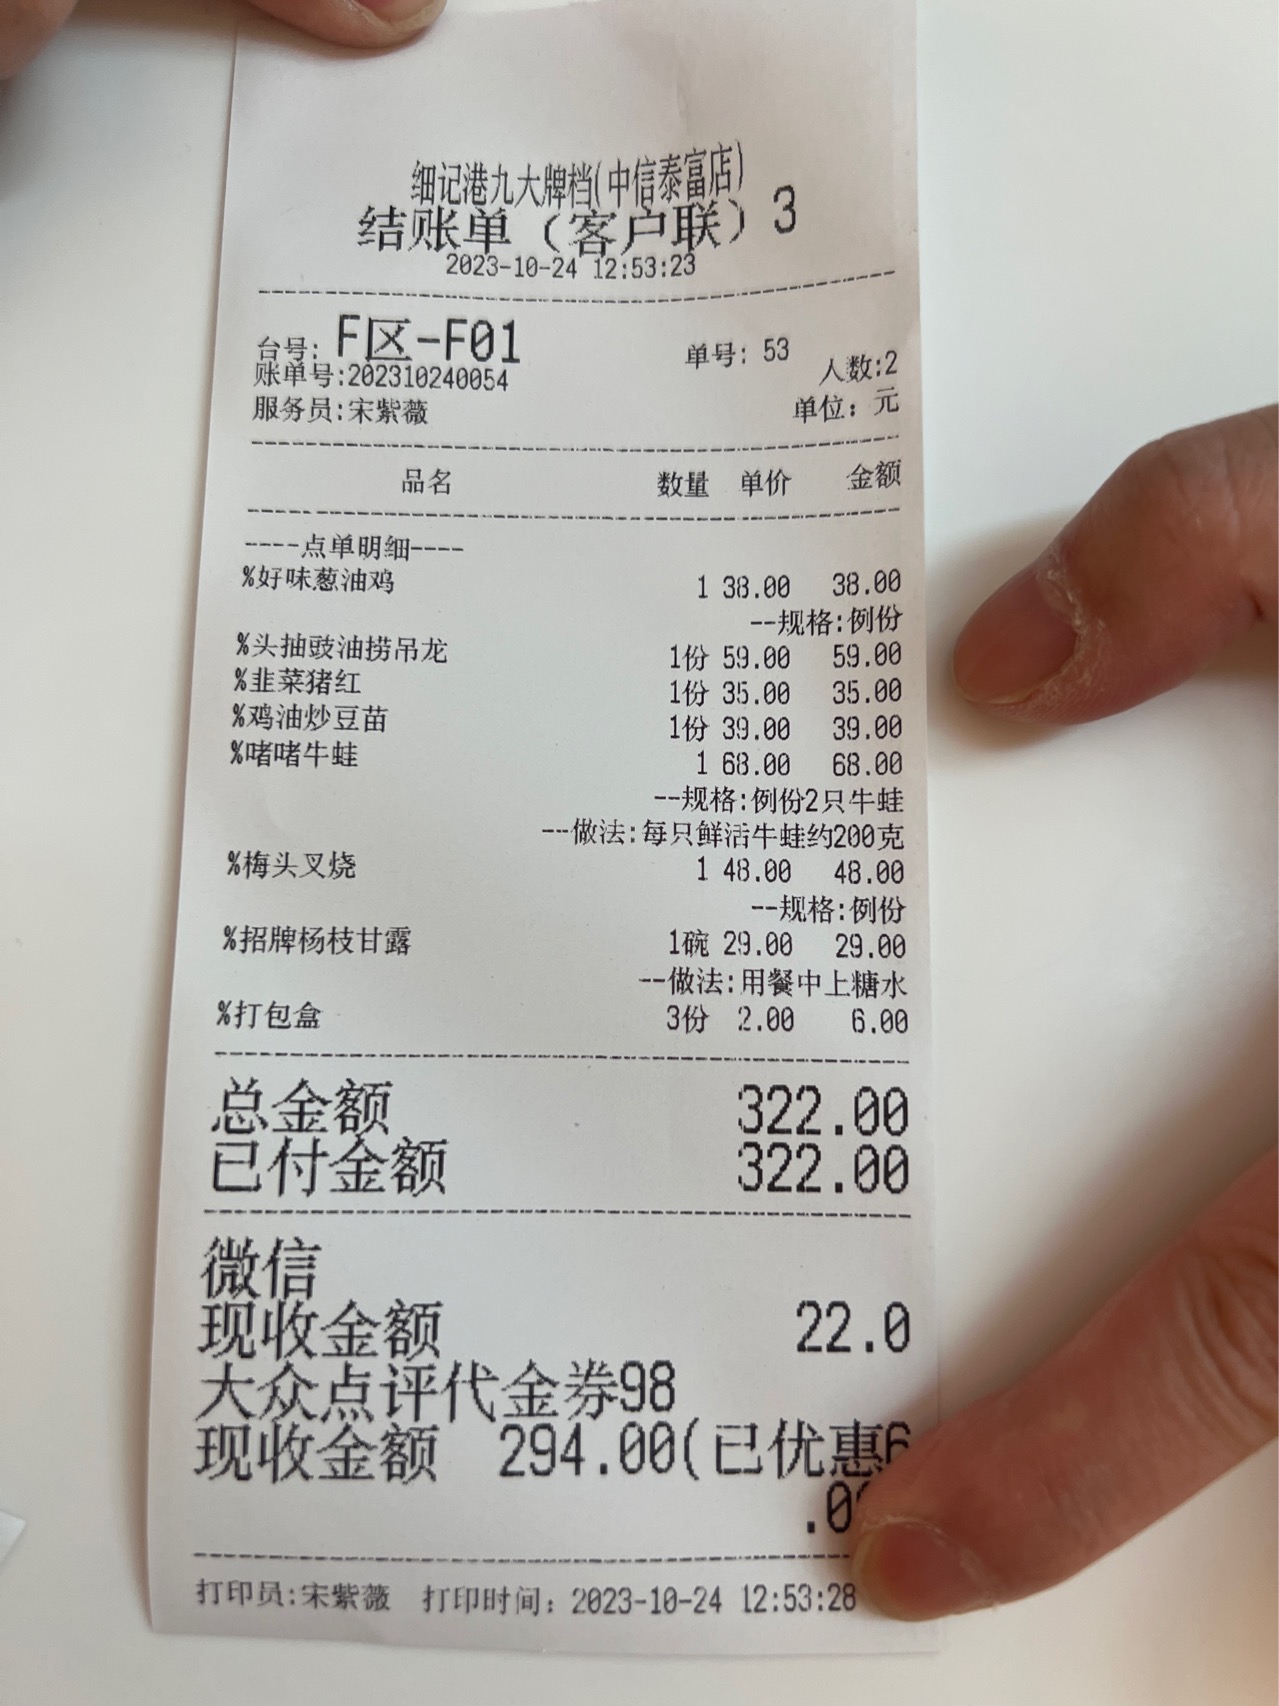 细记港九大牌档(中信泰富店)
结账单（客户联）3
2023-10-24 12:53:23
台号: F区-F01 单号: 53
账单号:202310240054 人数:2
服务员:宋紫薇 单位: 元
品名 数量 单价 金额
----点单明细----
%好味葱油鸡 1 38.00 38.00
--规格:例份
%头抽豉油捞吊龙 1份 59.00 59.00
%韭菜猪红 1份 35.00 35.00
%鸡油炒豆苗 1份 39.00 39.00
%啫啫牛蛙 1 68.00 68.00
--规格:例份2只牛蛙
--做法:每只鲜活牛蛙约200克
%梅头叉烧 1 48.00 48.00
--规格:例份
%招牌杨枝甘露 1碗 29.00 29.00
--做法:用餐中上糖水
%打包盒 3份 2.00 6.00
总金额 322.00
已付金额 322.00
微信
现收金额 22.0
大众点评代金券98
现收金额 294.00(已优惠6
.0
打印员:宋紫薇 打印时间: 2023-10-24 12:53:28